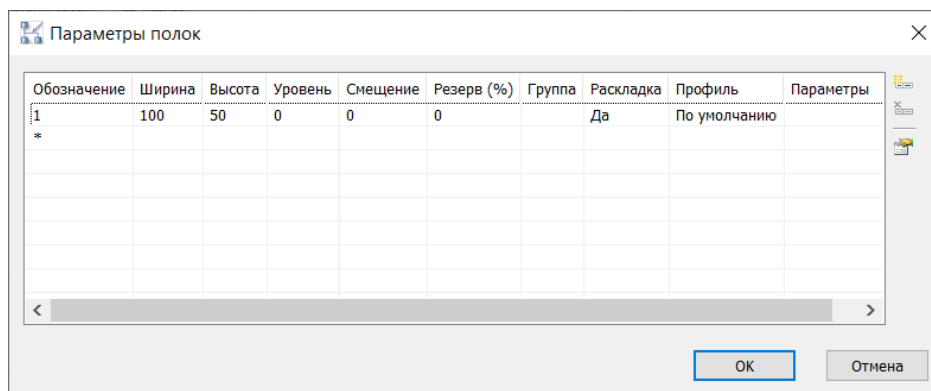 Параметры полок
Обозначение Ширина Высота Уровень Смещение Резерв (%) Группа Раскладка Профиль Параметры
1 100 50 0 0 0 Да По умолчанию
*
OK Отмена